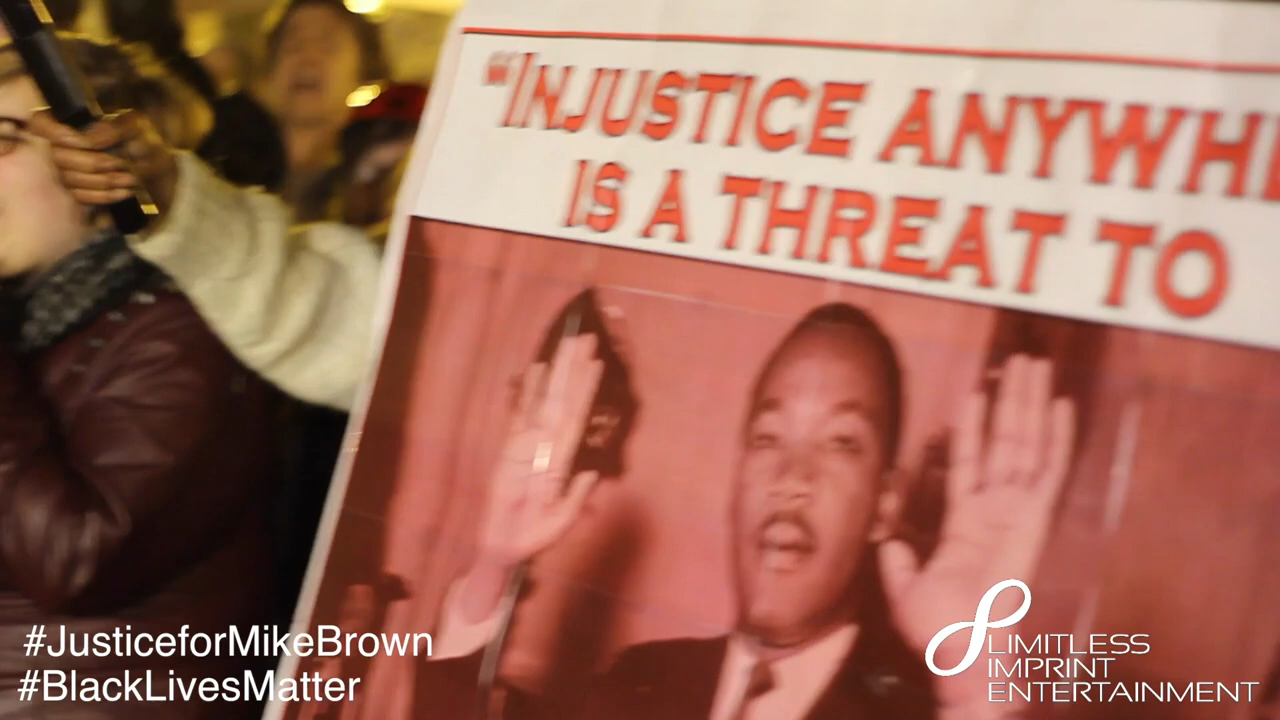 "INJUSTICE ANYWH
IS A THREAT TO
#JusticeforMikeBrown
#BlackLivesMatter
LIMITLESS
IMPRINT
ENTERTAINMENT